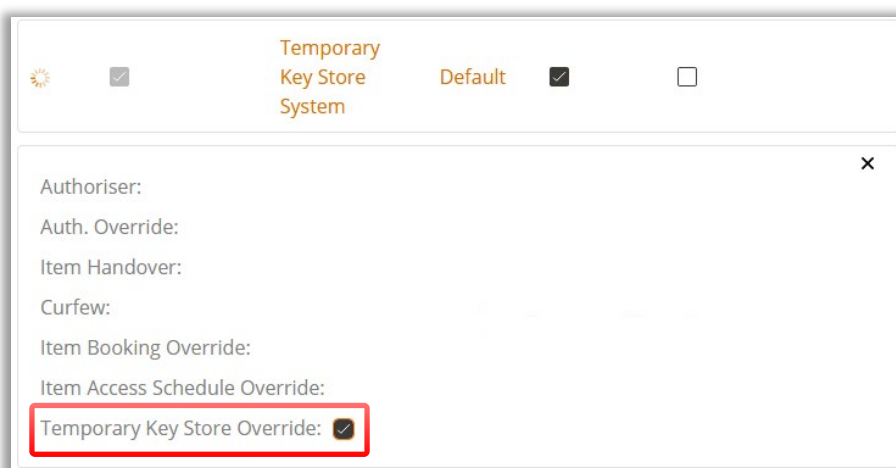 Temporary
Key Store Default
System
Authoriser:
Auth. Override:
Item Handover:
Curfew:
Item Booking Override:
Item Access Schedule Override:
Temporary Key Store Override: